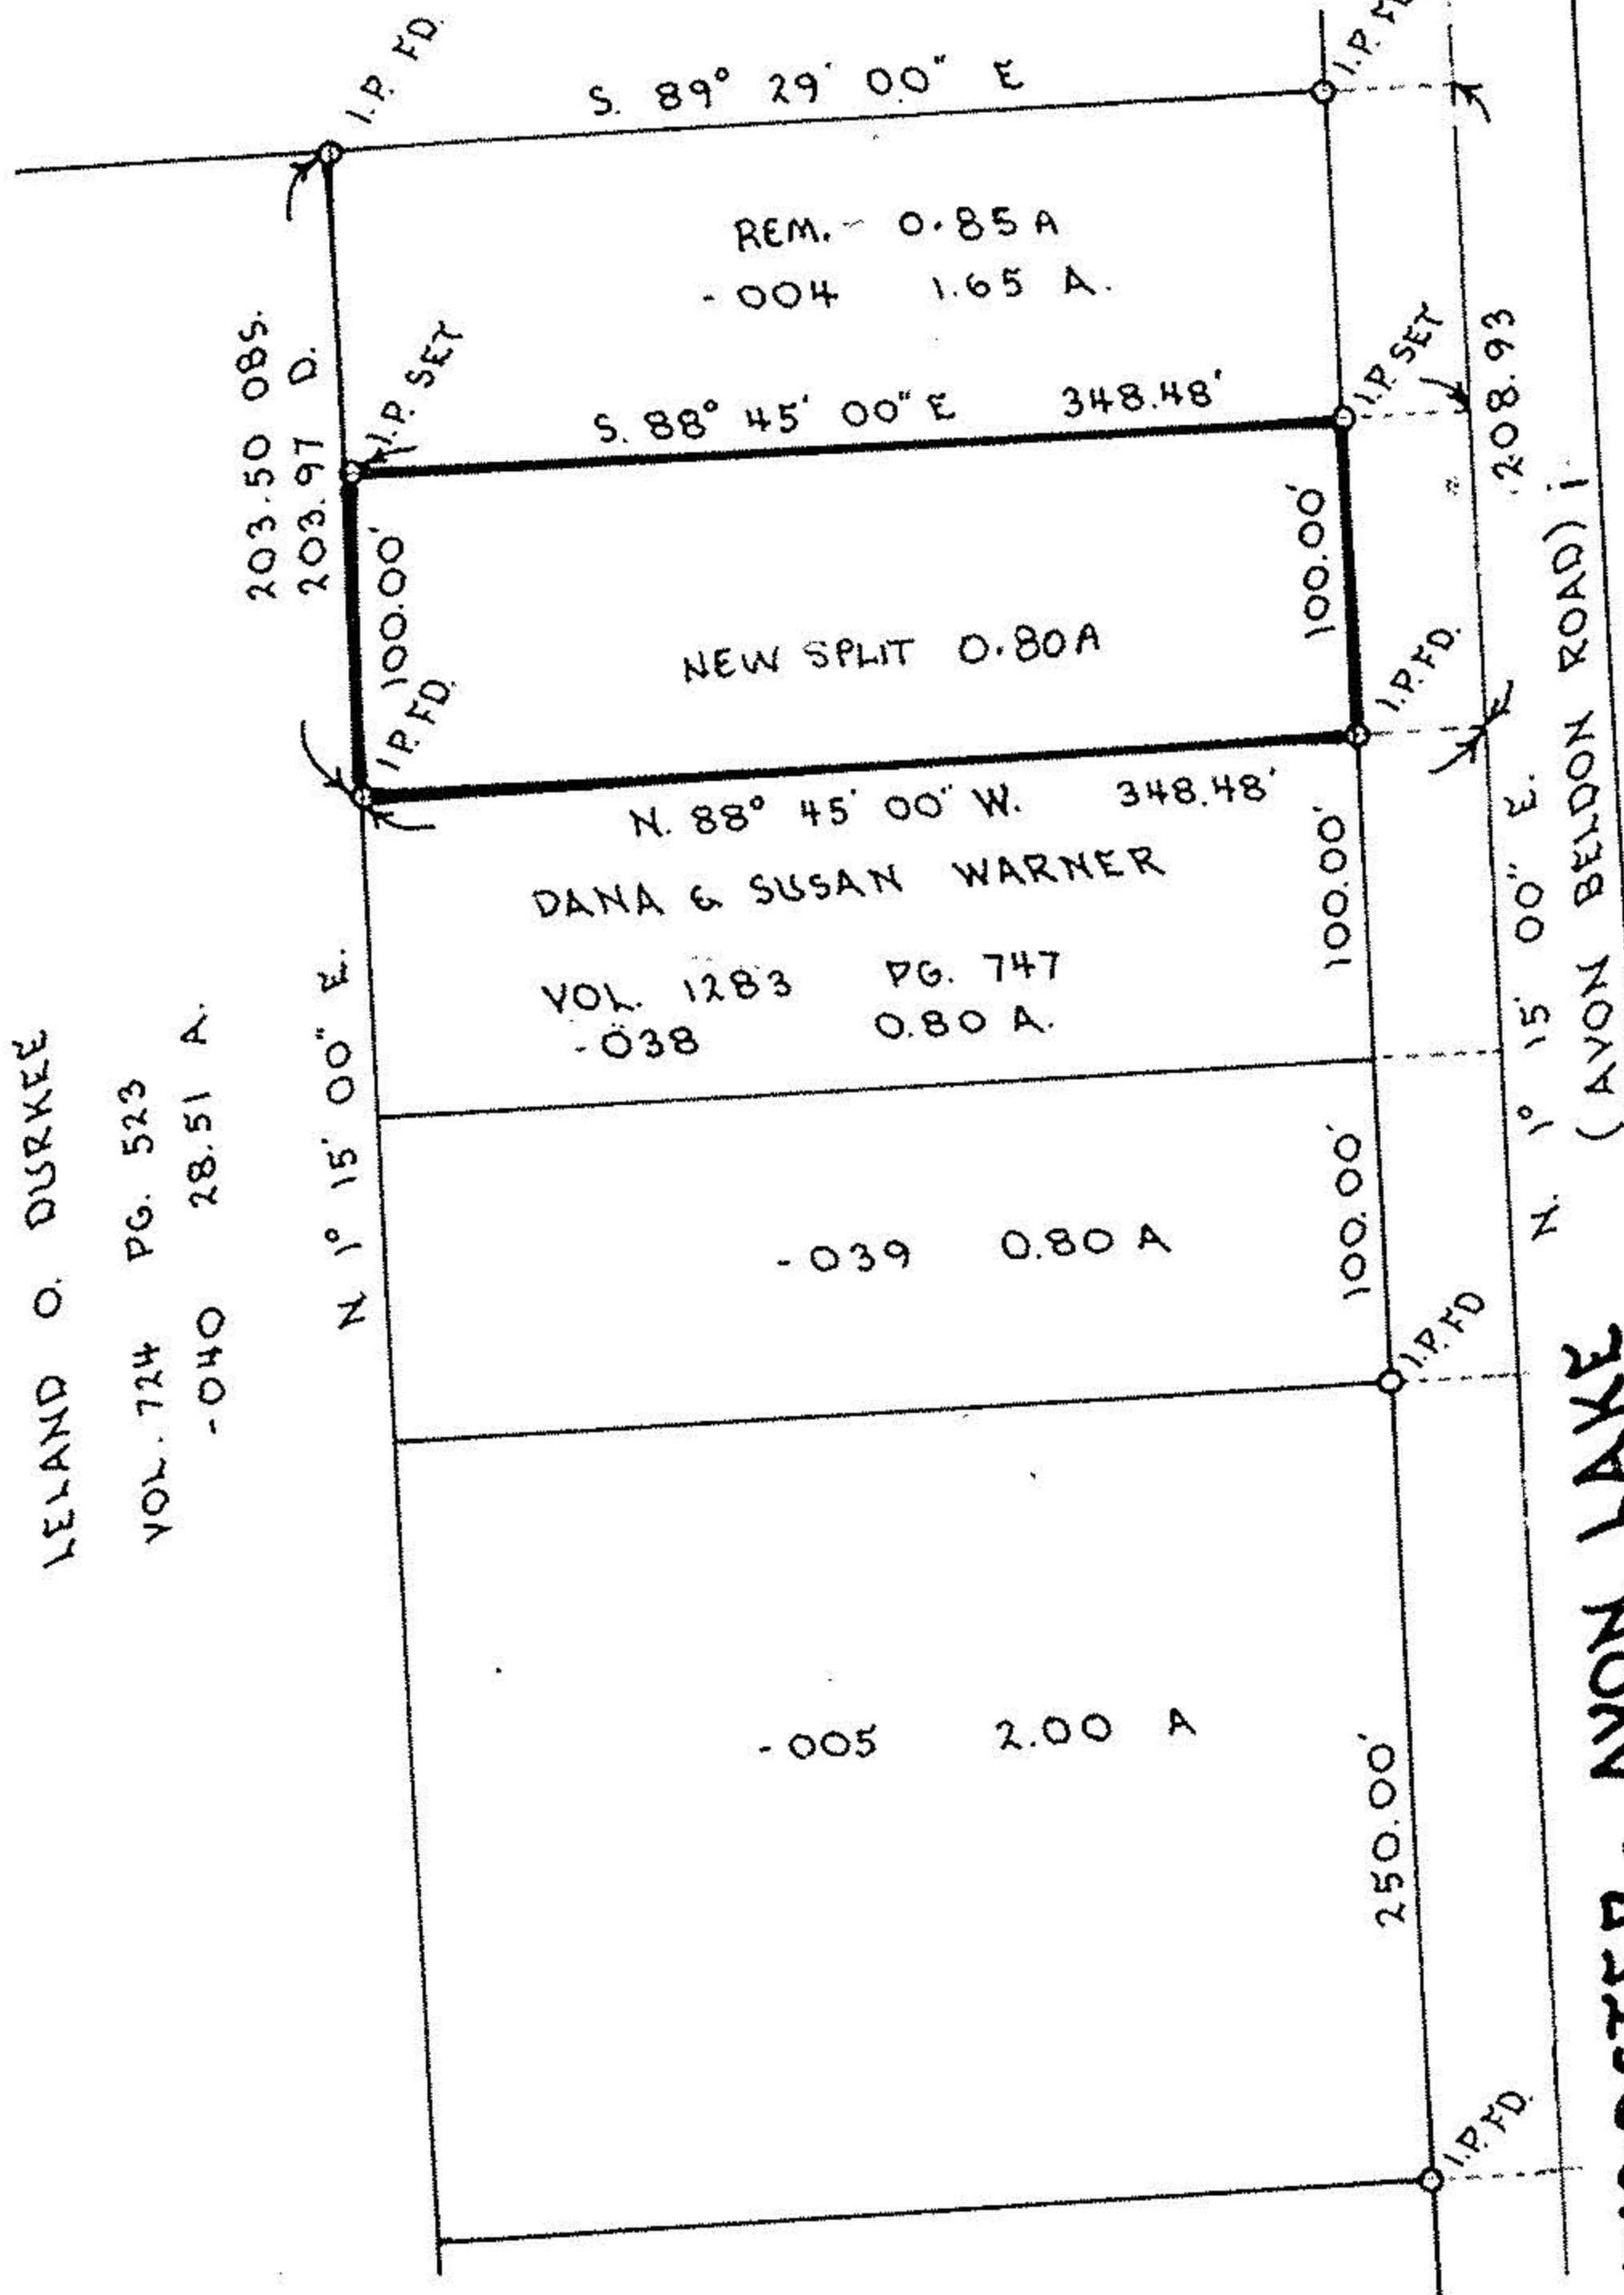 I.P. FD.
S. 89° 29' 00" E
REM. - 0.85 A
-004 1.65 A.
203.50 OBS.
203.97 D.
I.P. SET
S. 88° 45' 00" E 348.48'
I.P. SET
208.93
100.00'
100.00'
NEW SPLIT 0.80 A
I.P. FD.
I.P. FD.
N. 88° 45' 00" W. 348.48'
DANA & SUSAN WARNER
VOL. 1283 PG. 747
-038 0.80 A.
100.00'
N. 1° 15' 00" E.
N. 1° 15' 00" E.
(AVON BELDON ROAD)
LELAND O. DURKEE
VOL. 724 PG. 523
-040 28.51 A.
-039 0.80 A
100.00'
I.P. FD
AVON LAKE
-005 2.00 A
250.00'
I.P. FD.